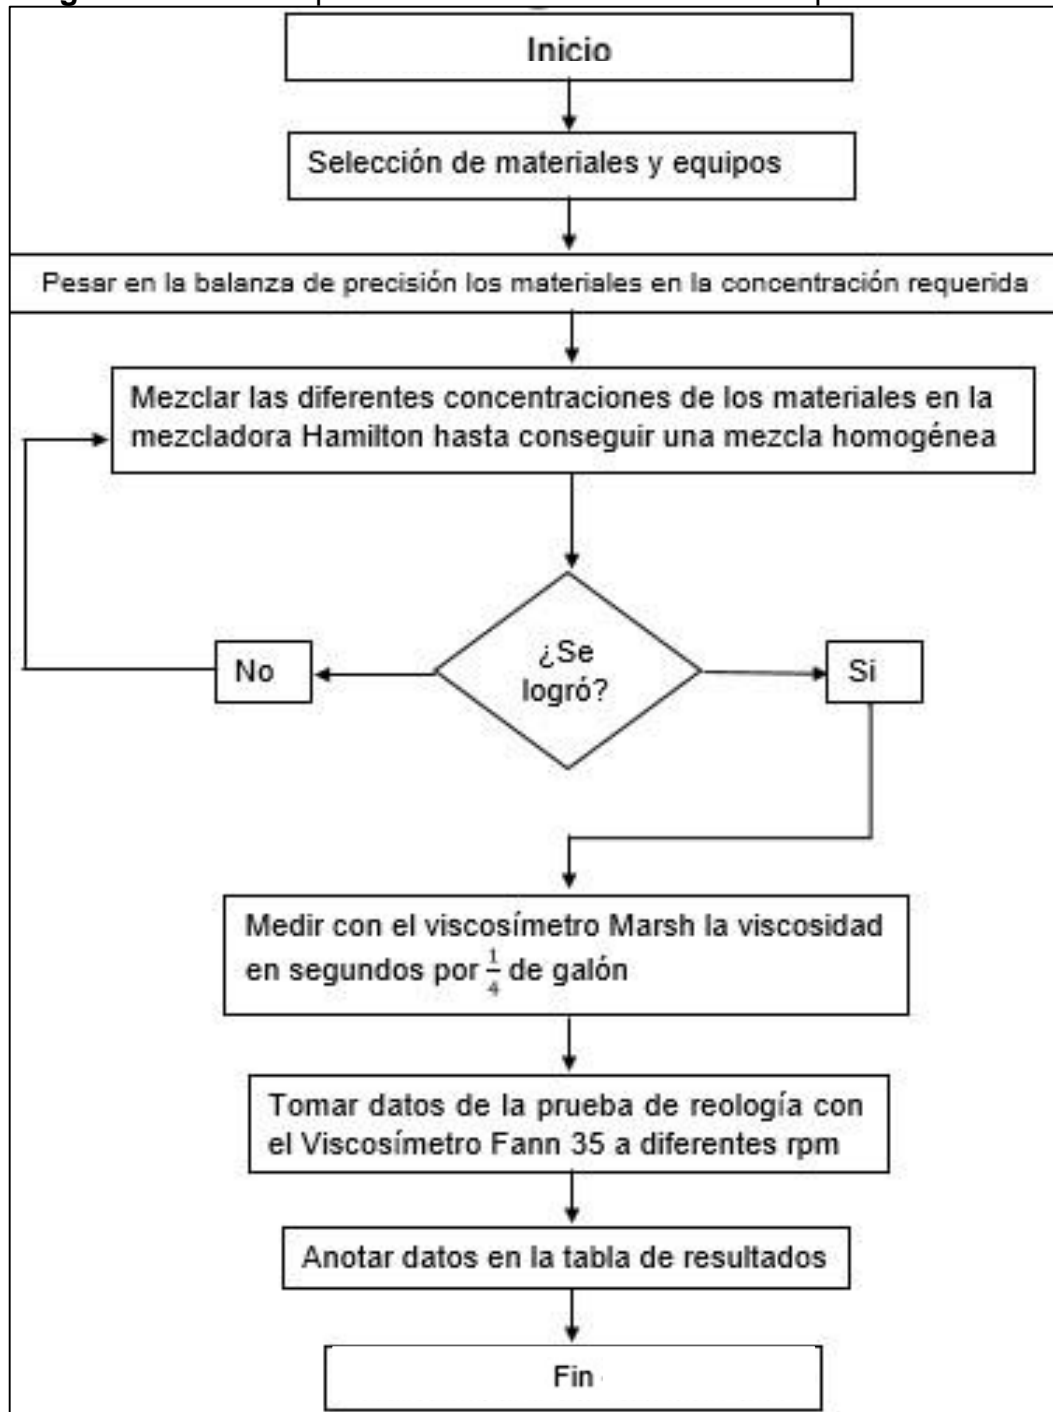 Inicio
Selección de materiales y equipos
Pesar en la balanza de precisión los materiales en la concentración requerida
Mezclar las diferentes concentraciones de los materiales en la
mezcladora Hamilton hasta conseguir una mezcla homogénea
¿Se
logró?
No
Si
Medir con el viscosímetro Marsh la viscosidad
en segundos por 1/4 de galón
Tomar datos de la prueba de reología con
el Viscosímetro Fann 35 a diferentes rpm
Anotar datos en la tabla de resultados
Fin